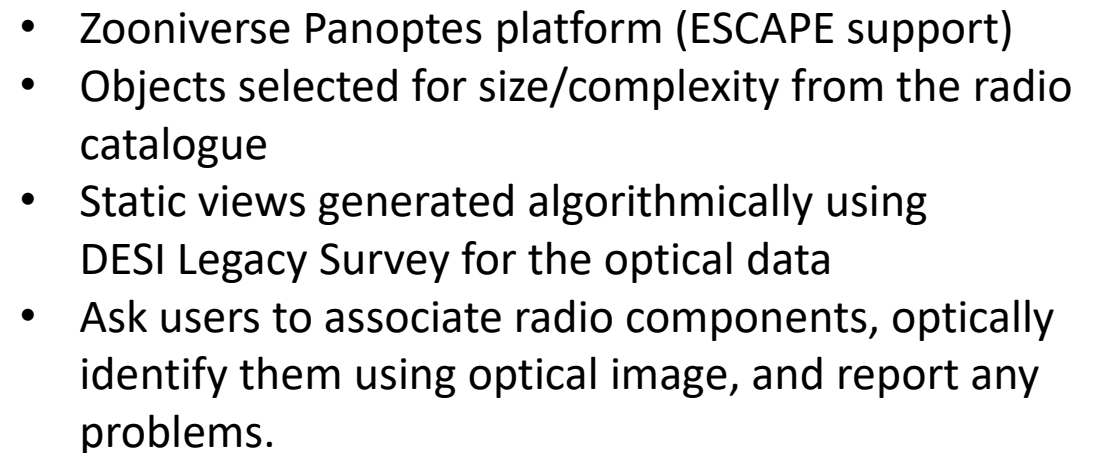 • Zooniverse Panoptes platform (ESCAPE support)
• Objects selected for size/complexity from the radio
catalogue
• Static views generated algorithmically using
DESI Legacy Survey for the optical data
• Ask users to associate radio components, optically
identify them using optical image, and report any
problems.